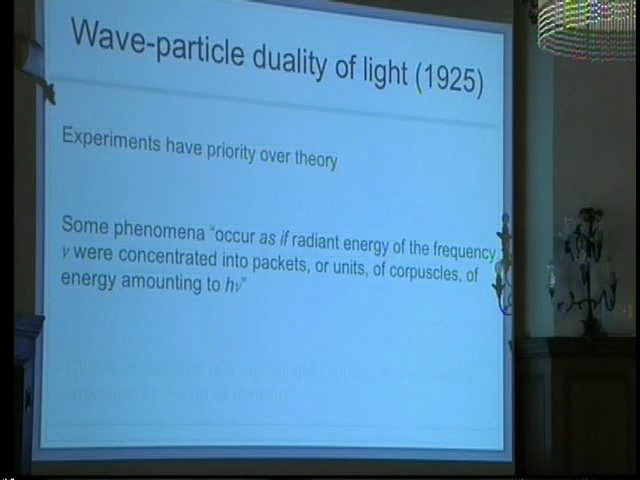 Wave-particle duality of light (1925)
Experiments have priority over theory
Some phenomena “occur as if radiant energy of the frequency
ν were concentrated into packets, or units, of corpuscles, of
energy amounting to hν”